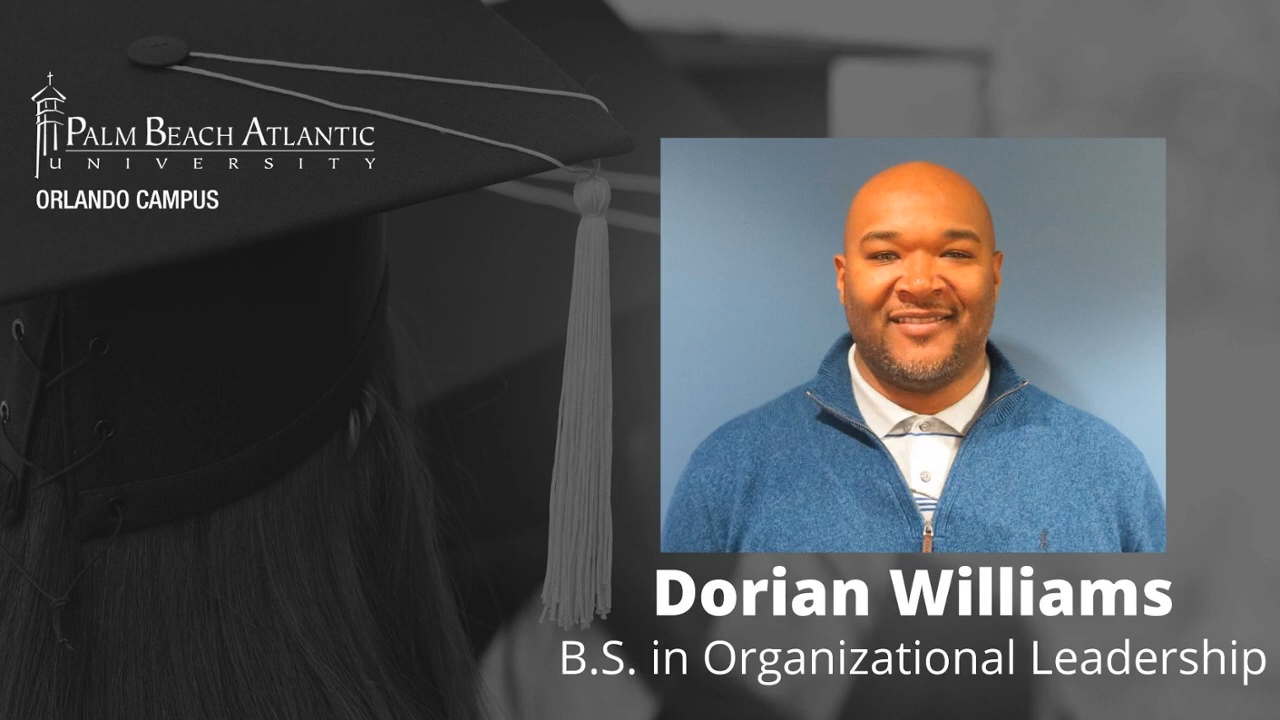 PALM BEACH ATLANTIC
UNIVERSITY
ORLANDO CAMPUS
Dorian Williams
B.S. in Organizational Leadership